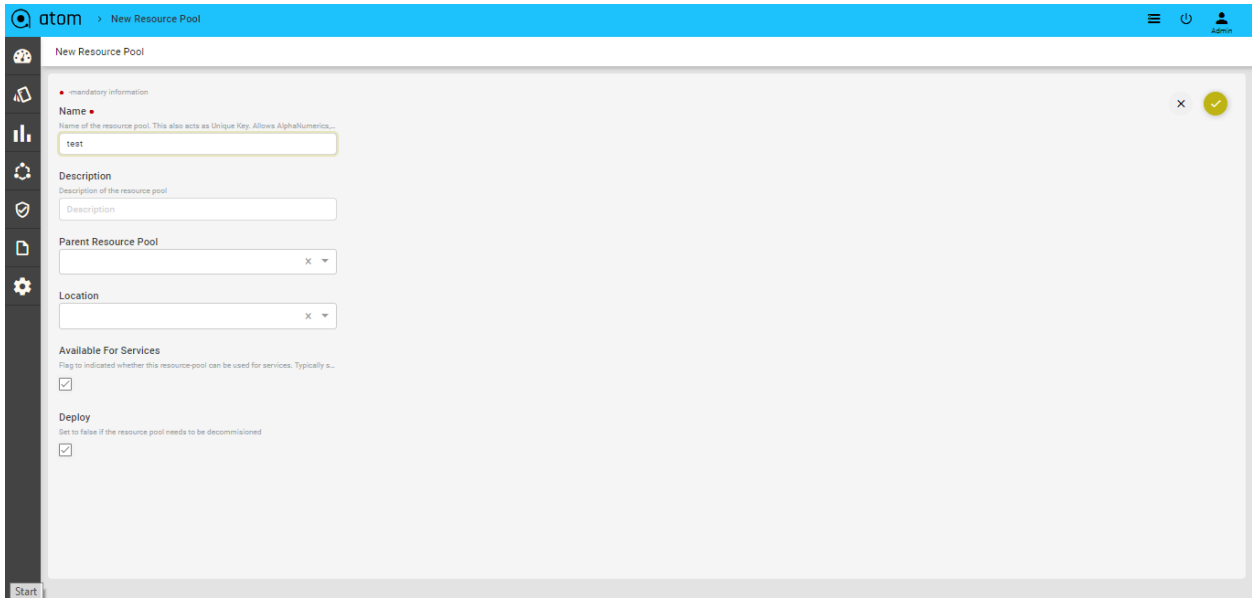 atom > New Resource Pool
Admin
New Resource Pool
-mandatory information
Name
Name of the resource pool. This also acts as Unique Key. Allows AlphaNumerics,...
test
Description
Description of the resource pool
Description
Parent Resource Pool
x
Location
x
Available For Services
Flag to indicated whether this resource-pool can be used for services. Typically s...
Deploy
Set to false if the resource pool needs to be decommisioned
Start